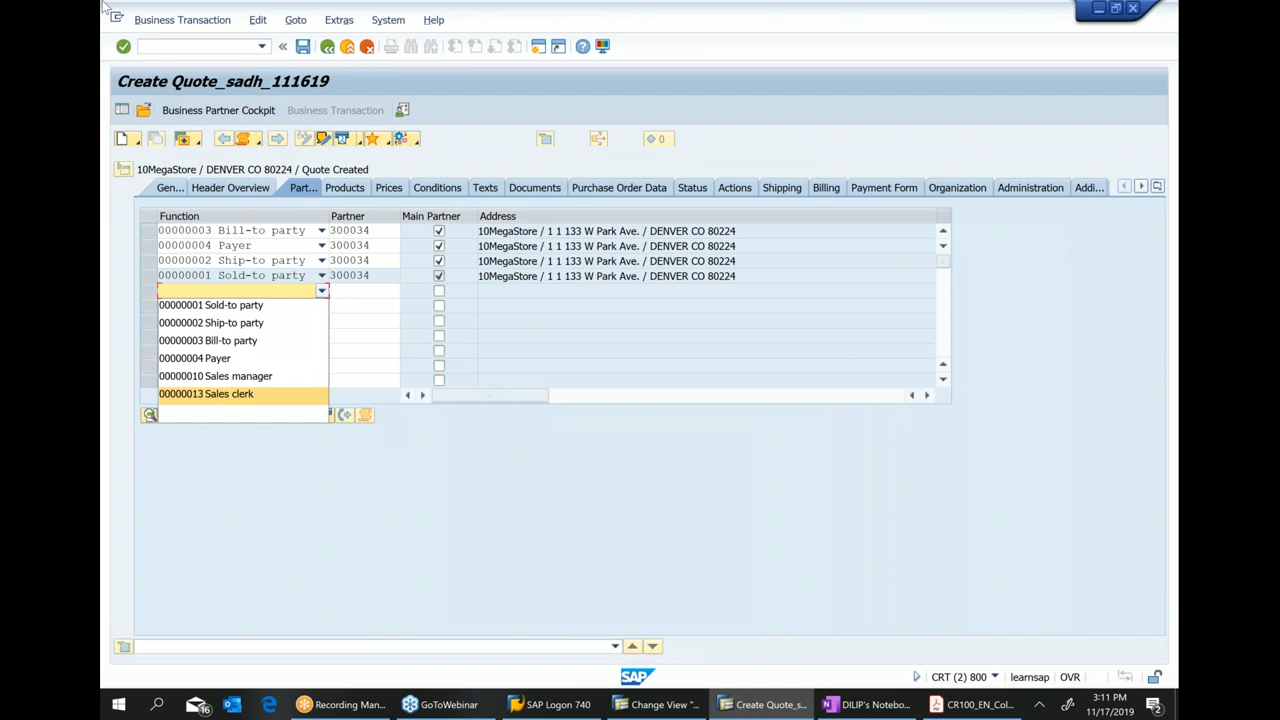 Business Transaction Edit Goto Extras System Help
Create Quote_sadh_111619
Business Partner Cockpit Business Transaction
0
10MegaStore / DENVER CO 80224 / Quote Created
Gen... Header Overview Part... Products Prices Conditions Texts Documents Purchase Order Data Status Actions Shipping Billing Payment Form Organization Administration Addi...
Function Partner Main Partner Address
00000003 Bill-to party 300034 10MegaStore / 1 1 133 W Park Ave. / DENVER CO 80224
00000004 Payer 300034 10MegaStore / 1 1 133 W Park Ave. / DENVER CO 80224
00000002 Ship-to party 300034 10MegaStore / 1 1 133 W Park Ave. / DENVER CO 80224
00000001 Sold-to party 300034 10MegaStore / 1 1 133 W Park Ave. / DENVER CO 80224
00000001 Sold-to party
00000002 Ship-to party
00000003 Bill-to party
00000004 Payer
00000010 Sales manager
00000013 Sales clerk
SAP
CRT (2) 800 learnsap OVR
16 Recording Man... GoToWebinar SAP Logon 740 Change View "... Create Quote_s... DILIP's Notebo... CR100_EN_Col...
3:11 PM
11/17/2019
2